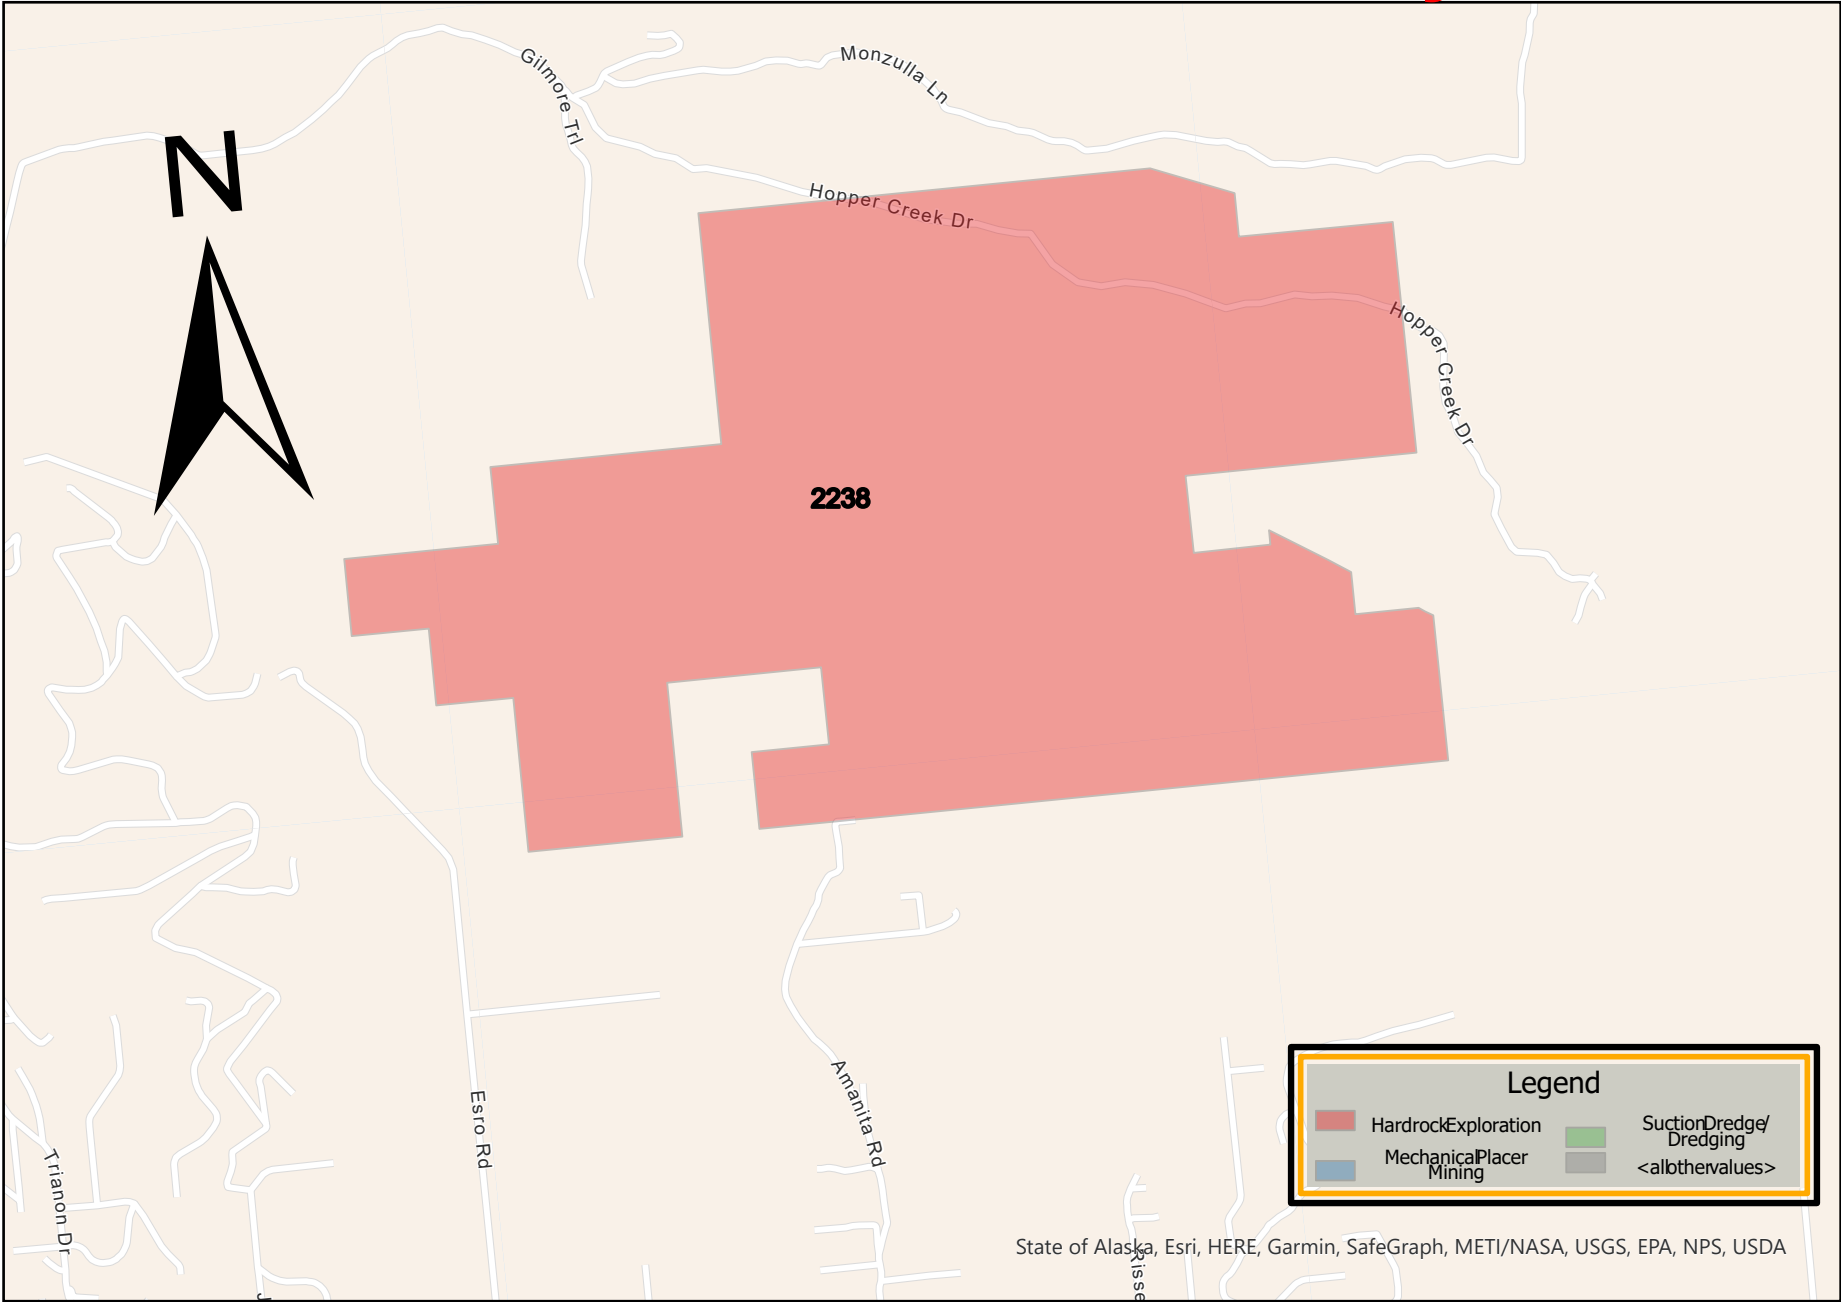 Gilmore Trl
Monzulla Ln
N
Hopper Creek Dr
Hopper Creek Dr
2238
Esro Rd
Amanita Rd
Trianon Dr
Risse
J
Legend
HardrockExploration
MechanicalPlacer
Mining
SuctionDredge/
Dredging
<allothervalues>
State of Alaska, Esri, HERE, Garmin, SafeGraph, METI/NASA, USGS, EPA, NPS, USDA